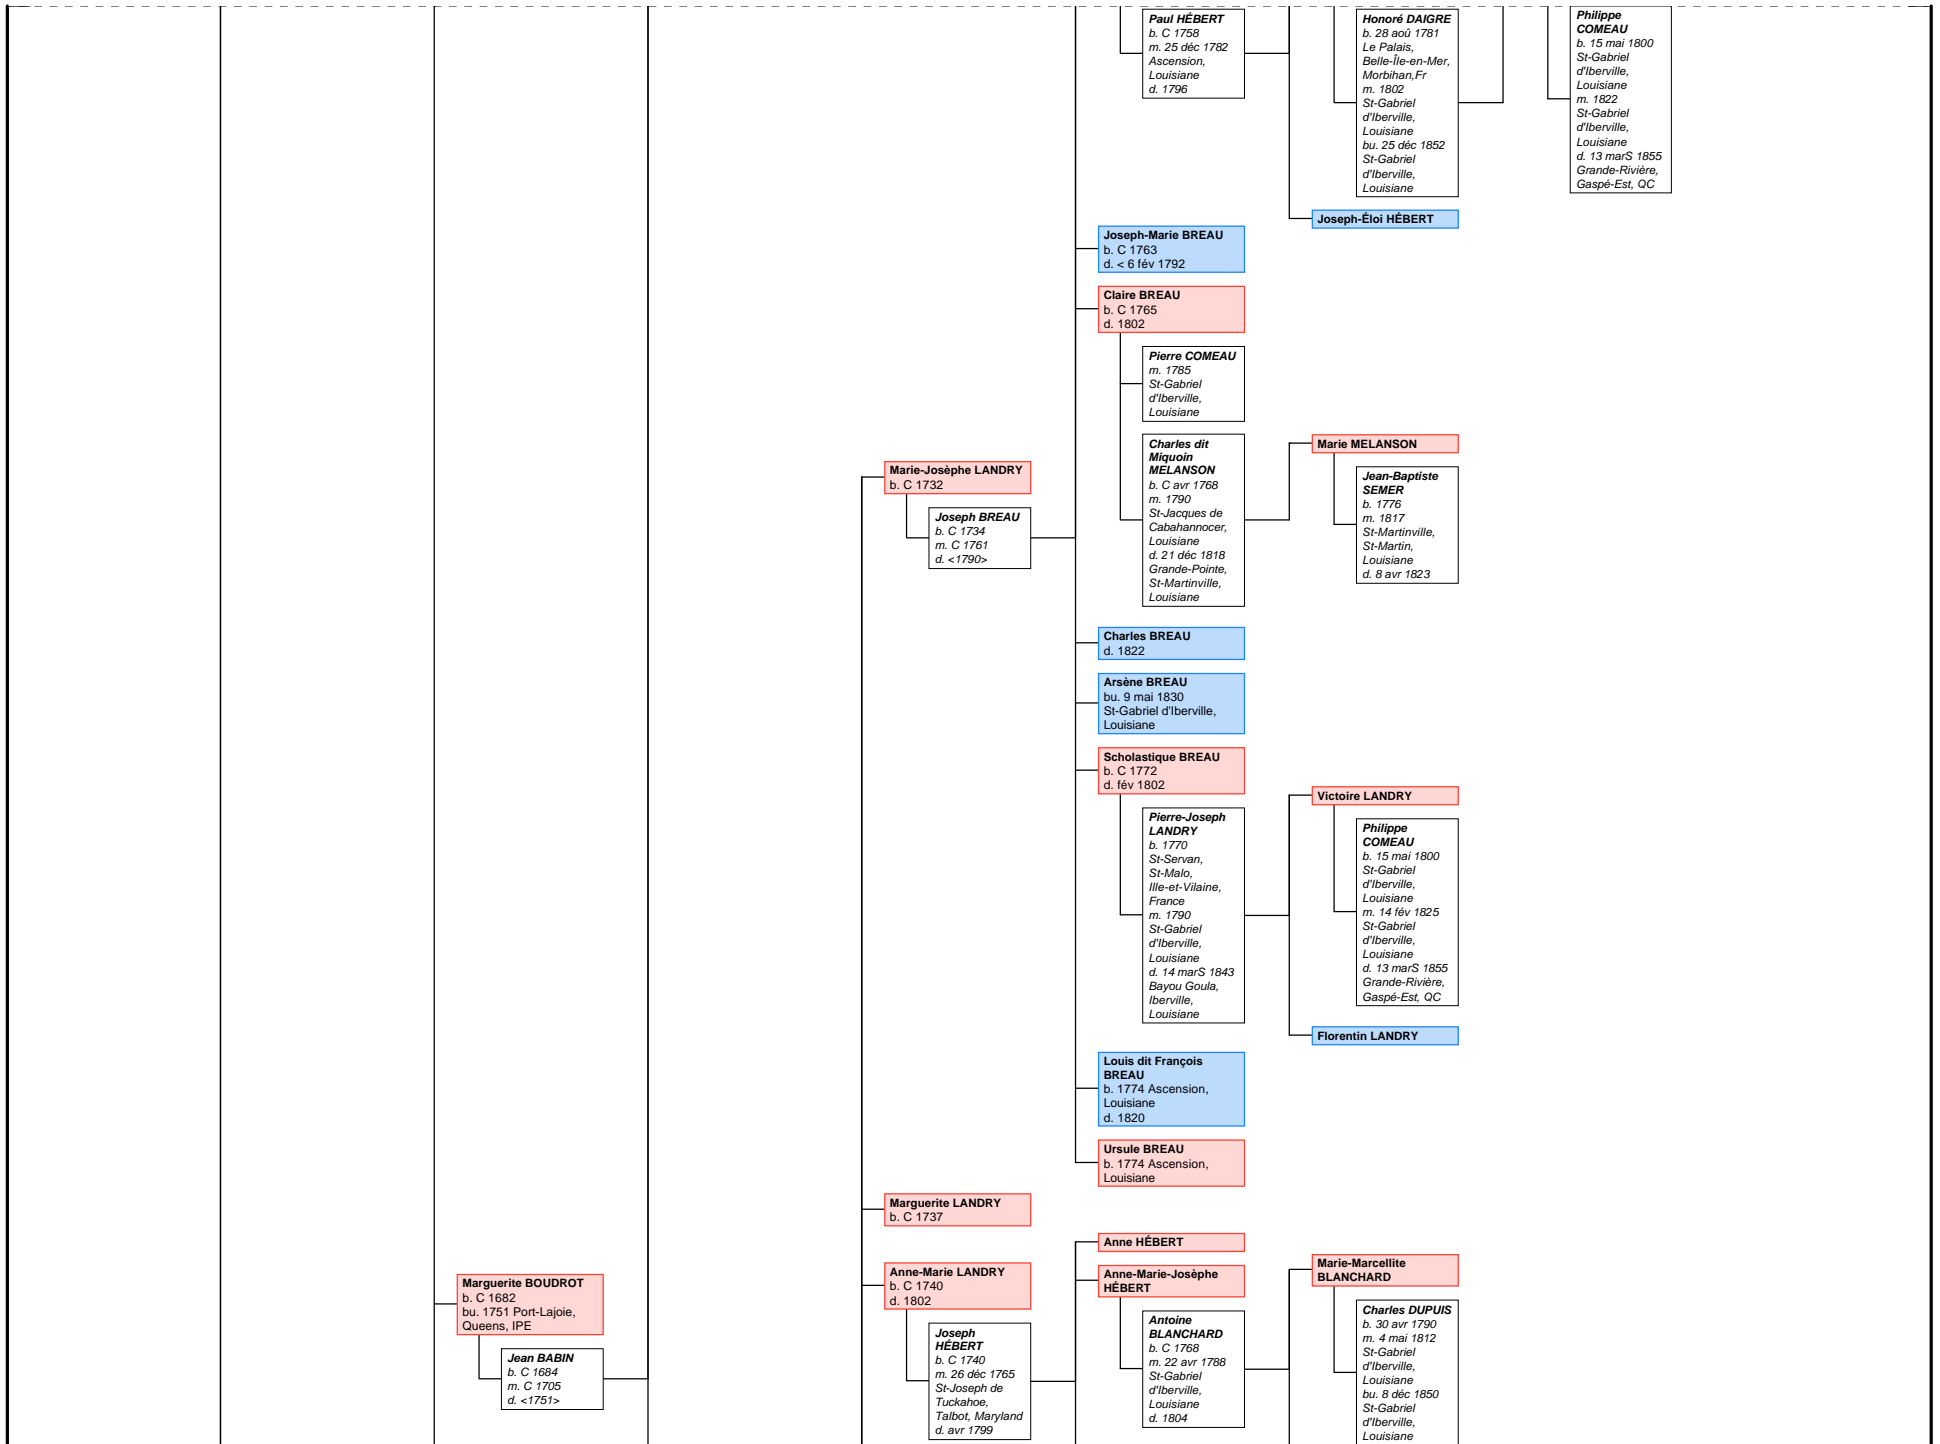 Paul HÉBERT
b. C 1758
m. 25 déc 1782
Ascension,
Louisiane
d. 1796
Honoré DAIGRE
b. 28 aoû 1781
Le Palais,
Belle-Île-en-Mer,
Morbihan,Fr
m. 1802
St-Gabriel
d'Iberville,
Louisiane
bu. 25 déc 1852
St-Gabriel
d'Iberville,
Louisiane
Philippe
COMEAU
b. 15 mai 1800
St-Gabriel
d'Iberville,
Louisiane
m. 1822
St-Gabriel
d'Iberville,
Louisiane
d. 13 marS 1855
Grande-Rivière,
Gaspé-Est, QC
Joseph-Éloi HÉBERT
Joseph-Marie BREAU
b. C 1763
d. < 6 fév 1792
Claire BREAU
b. C 1765
d. 1802
Pierre COMEAU
m. 1785
St-Gabriel
d'Iberville,
Louisiane
Charles dit
Miquoin
MELANSON
b. C avr 1768
m. 1790
St-Jacques de
Cabahannocer,
Louisiane
d. 21 déc 1818
Grande-Pointe,
St-Martinville,
Louisiane
Marie MELANSON
Jean-Baptiste
SEMER
b. 1776
m. 1817
St-Martinville,
St-Martin,
Louisiane
d. 8 avr 1823
Marie-Josèphe LANDRY
b. C 1732
Joseph BREAU
b. C 1734
m. C 1761
d. <1790>
Charles BREAU
d. 1822
Arsène BREAU
bu. 9 mai 1830
St-Gabriel d'Iberville,
Louisiane
Scholastique BREAU
b. C 1772
d. fév 1802
Pierre-Joseph
LANDRY
b. 1770
St-Servan,
St-Malo,
Ille-et-Vilaine,
France
m. 1790
St-Gabriel
d'Iberville,
Louisiane
d. 14 marS 1843
Bayou Goula,
Iberville,
Louisiane
Victoire LANDRY
Philippe
COMEAU
b. 15 mai 1800
St-Gabriel
d'Iberville,
Louisiane
m. 14 fév 1825
St-Gabriel
d'Iberville,
Louisiane
d. 13 marS 1855
Grande-Rivière,
Gaspé-Est, QC
Florentin LANDRY
Louis dit François
BREAU
b. 1774 Ascension,
Louisiane
d. 1820
Ursule BREAU
b. 1774 Ascension,
Louisiane
Marguerite LANDRY
b. C 1737
Anne-Marie LANDRY
b. C 1740
d. 1802
Joseph
HÉBERT
b. C 1740
m. 26 déc 1765
St-Joseph de
Tuckahoe,
Talbot, Maryland
d. avr 1799
Anne HÉBERT
Anne-Marie-Josèphe
HÉBERT
Antoine
BLANCHARD
b. C 1768
m. 22 avr 1788
St-Gabriel
d'Iberville,
Louisiane
d. 1804
Marie-Marcellite
BLANCHARD
Charles DUPUIS
b. 30 avr 1790
m. 4 mai 1812
St-Gabriel
d'Iberville,
Louisiane
bu. 8 déc 1850
St-Gabriel
d'Iberville,
Louisiane
Marguerite BOUDROT
b. C 1682
bu. 1751 Port-Lajoie,
Queens, IPE
Jean BABIN
b. C 1684
m. C 1705
d. <1751>